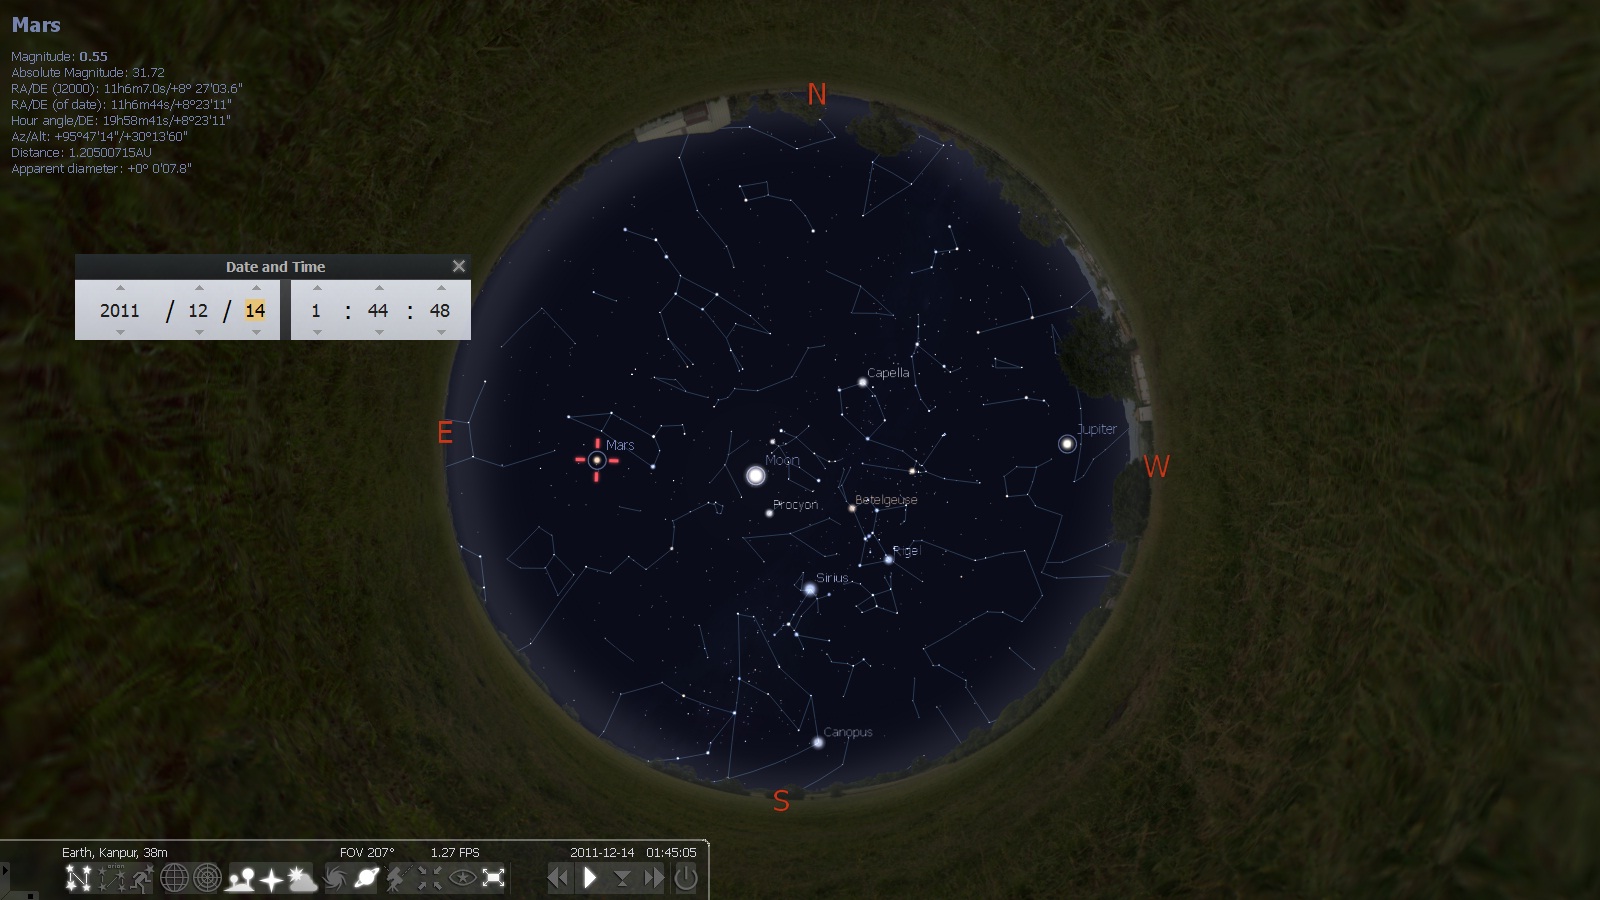 Mars
Magnitude: 0.55
Absolute Magnitude: 31.72
RA/DE (J2000): 11h6m7.0s/+8° 27'03.6"
RA/DE (of date): 11h6m44s/+8°23'11"
Hour angle/DE: 19h58m41s/+8°23'11"
Az/Alt: +95°47'14"/+30°13'60"
Distance: 1.20500715AU
Apparent diameter: +0° 0'07.8"
N
Date and Time
2011 / 12 / 14 1 : 44 : 48
Capella
E
Mars
Jupiter
Moon
W
Procyon
Betelgeuse
Rigel
Sirius
Canopus
S
Earth, Kanpur, 38m FOV 207° 1.27 FPS 2011-12-14 01:45:05